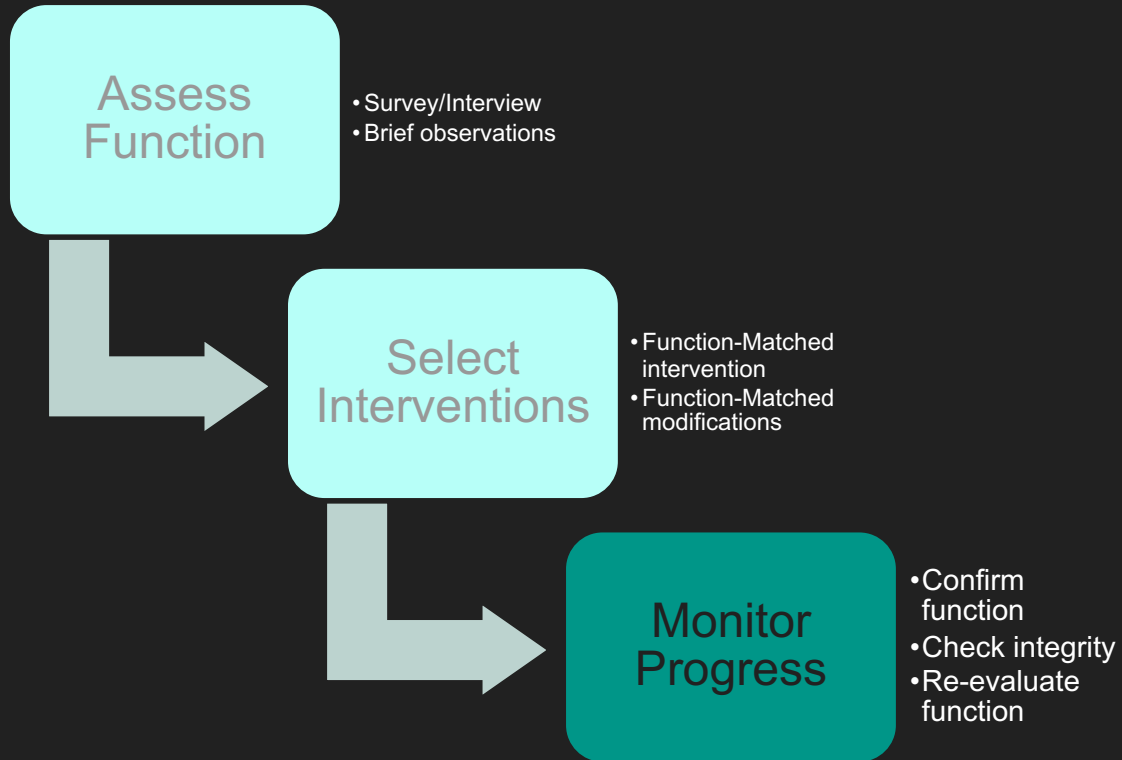 Assess
Function
• Survey/Interview
• Brief observations
Select
Interventions
• Function-Matched
intervention
• Function-Matched
modifications
Monitor
Progress
• Confirm
function
• Check integrity
• Re-evaluate
function